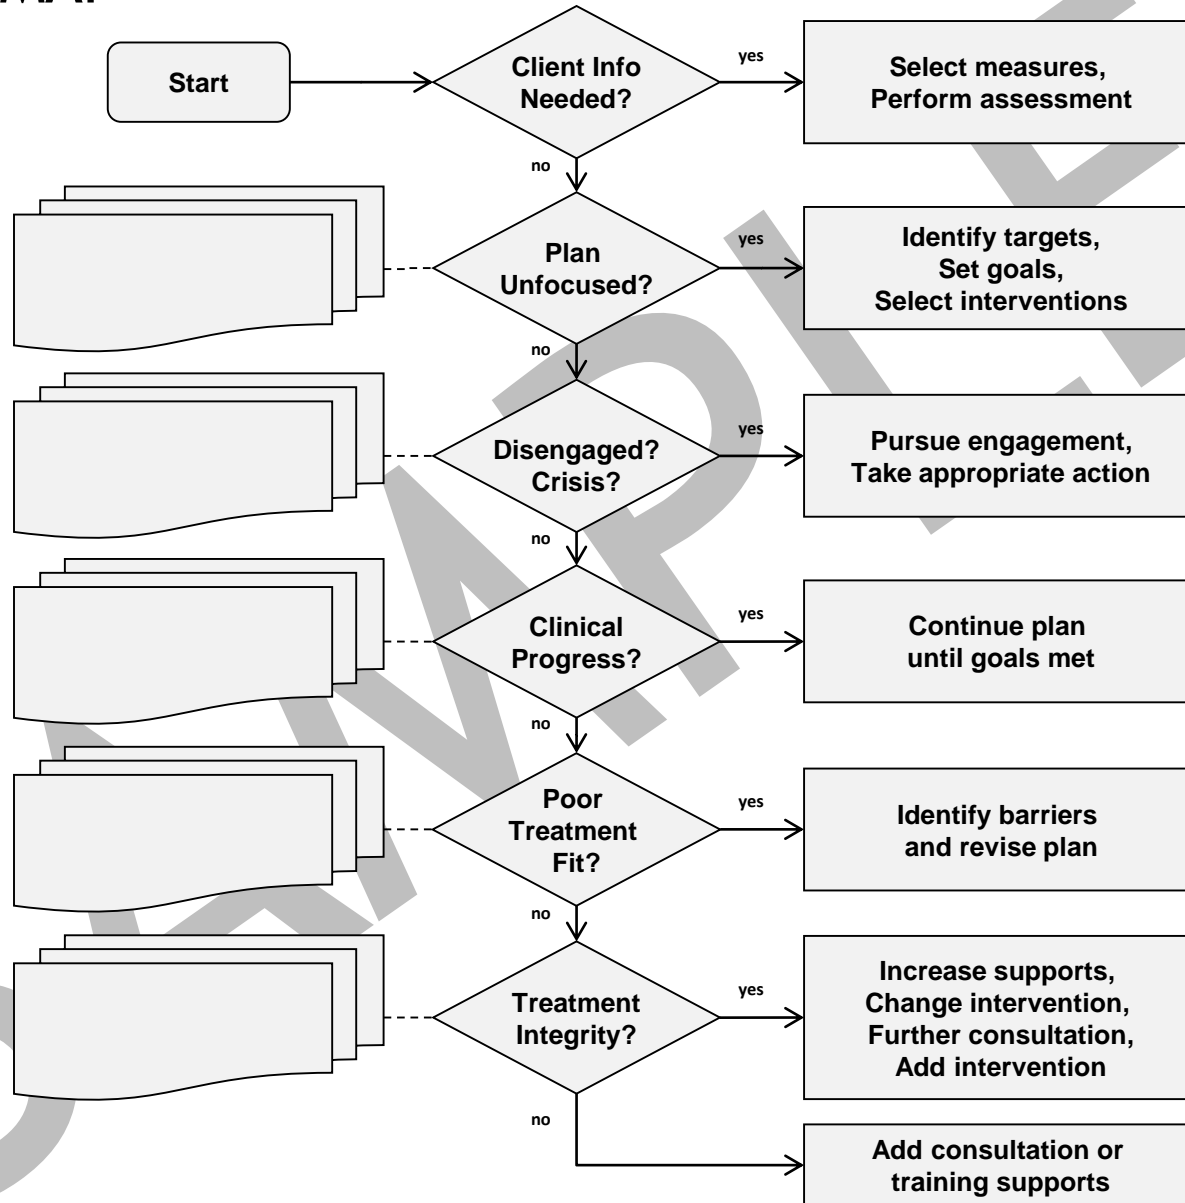 Start
Client Info
Needed?
yes
Select measures,
Perform assessment
no
Plan
Unfocused?
yes
Identify targets,
Set goals,
Select interventions
no
Disengaged?
Crisis?
yes
Pursue engagement,
Take appropriate action
no
Clinical
Progress?
yes
Continue plan
until goals met
no
Poor
Treatment
Fit?
yes
Identify barriers
and revise plan
no
Treatment
Integrity?
yes
Increase supports,
Change intervention,
Further consultation,
Add intervention
no
Add consultation or
training supports
SAMPLE